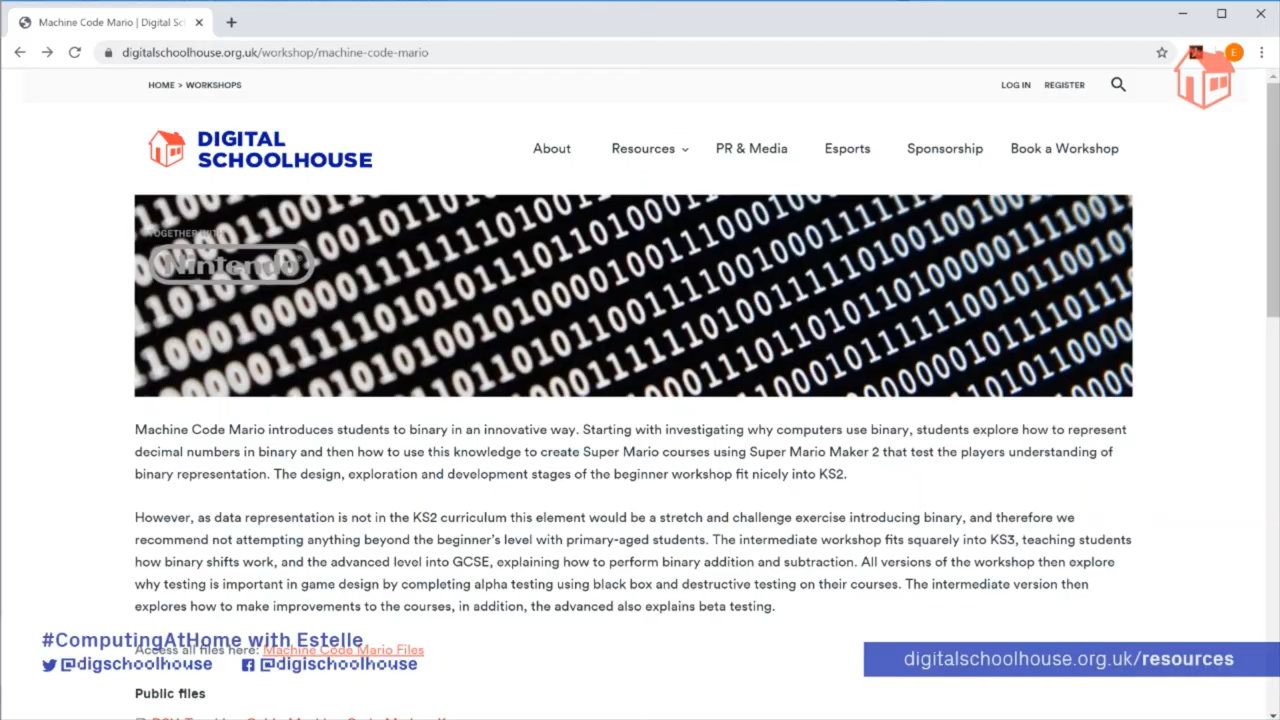 Machine Code Mario | Digital Sc
digitalschoolhouse.org.uk/workshop/machine-code-mario
E
HOME > WORKSHOPS
LOG IN REGISTER
DIGITAL
SCHOOLHOUSE
About Resources PR & Media Esports Sponsorship Book a Workshop
TOGETHER WITH
Nintendo
Machine Code Mario introduces students to binary in an innovative way. Starting with investigating why computers use binary, students explore how to represent
decimal numbers in binary and then how to use this knowledge to create Super Mario courses using Super Mario Maker 2 that test the players understanding of
binary representation. The design, exploration and development stages of the beginner workshop fit nicely into KS2.
However, as data representation is not in the KS2 curriculum this element would be a stretch and challenge exercise introducing binary, and therefore we
recommend not attempting anything beyond the beginner's level with primary-aged students. The intermediate workshop fits squarely into KS3, teaching students
how binary shifts work, and the advanced level into GCSE, explaining how to perform binary addition and subtraction. All versions of the workshop then explore
why testing is important in game design by completing alpha testing using black box and destructive testing on their courses. The intermediate version then
explores how to make improvements to the courses, in addition, the advanced also explains beta testing.
#ComputingAtHome with Estelle
Access all files here: Machine Code Mario Files
@digschoolhouse @digischoolhouse
digitalschoolhouse.org.uk/resources
Public files